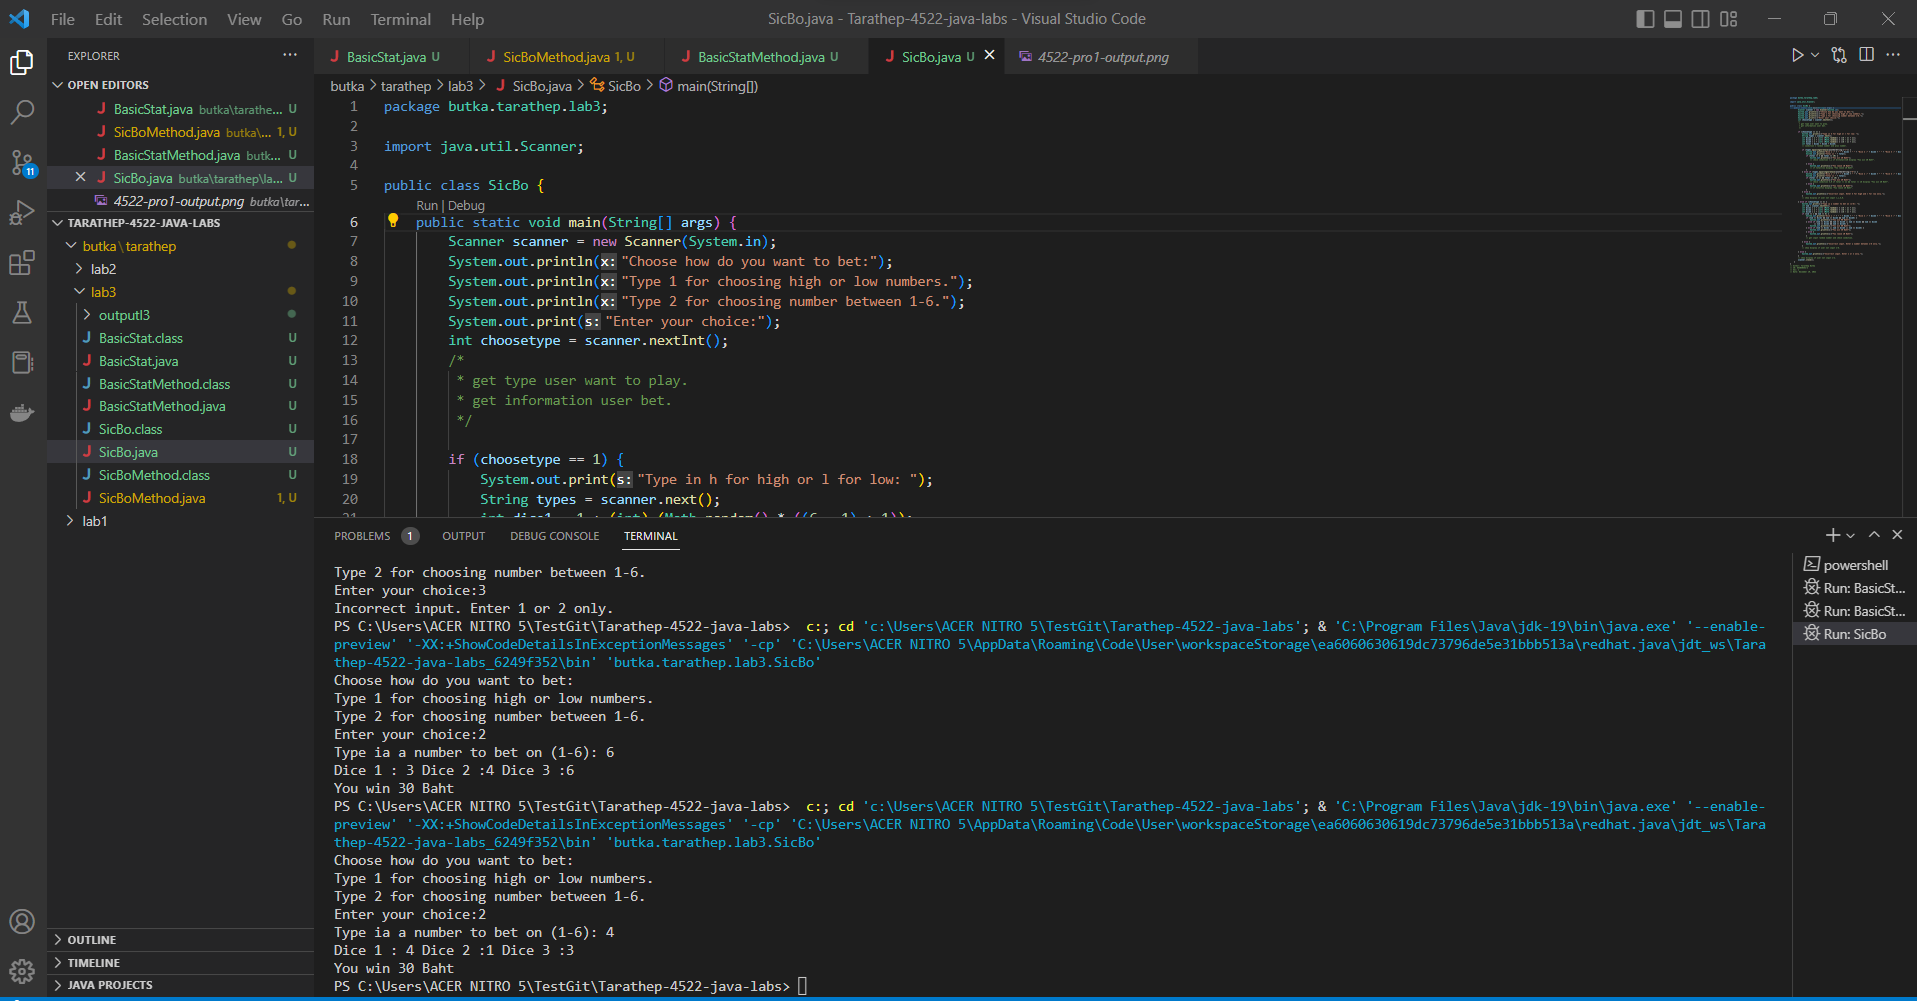 File Edit Selection View Go Run Terminal Help
SicBo.java - Tarathep-4522-java-labs - Visual Studio Code
EXPLORER
OPEN EDITORS
BasicStat.java butka\tarathe... U
SicBoMethod.java butka\... 1, U
BasicStatMethod.java butk... U
SicBo.java butka\tarathep\la... U
4522-pro1-output.png butka\tar...
TARATHEP-4522-JAVA-LABS
butka\tarathep
lab2
lab3
outputl3
BasicStat.class U
BasicStat.java U
BasicStatMethod.class U
BasicStatMethod.java U
SicBo.class U
SicBo.java U
SicBoMethod.class U
SicBoMethod.java 1, U
lab1
OUTLINE
TIMELINE
JAVA PROJECTS
11
BasicStat.java U
SicBoMethod.java 1, U
BasicStatMethod.java U
SicBo.java U
4522-pro1-output.png
butka > tarathep > lab3 > SicBo.java > SicBo > main(String[])
1 package butka.tarathep.lab3;
2
3 import java.util.Scanner;
4
5 public class SicBo {
Run | Debug
6 public static void main(String[] args) {
7 Scanner scanner = new Scanner(System.in);
8 System.out.println(x: "Choose how do you want to bet:");
9 System.out.println(x: "Type 1 for choosing high or low numbers.");
10 System.out.println(x: "Type 2 for choosing number between 1-6.");
11 System.out.print(s: "Enter your choice:");
12 int choosetype = scanner.nextInt();
13 /*
14 * get type user want to play.
15 * get information user bet.
16 */
17
18 if (choosetype == 1) {
19 System.out.print(s: "Type in h for high or l for low: ");
20 String types = scanner.next();
21 int dice1 = 1 + (int) (Math.random() * ((6 - 1) + 1));
PROBLEMS 1 OUTPUT DEBUG CONSOLE TERMINAL
Type 2 for choosing number between 1-6.
Enter your choice:3
Incorrect input. Enter 1 or 2 only.
PS C:\Users\ACER NITRO 5\TestGit\Tarathep-4522-java-labs>  c:; cd 'c:\Users\ACER NITRO 5\TestGit\Tarathep-4522-java-labs'; & 'C:\Program Files\Java\jdk-19\bin\java.exe' '--enable-
preview' '-XX:+ShowCodeDetailsInExceptionMessages' '-cp' 'C:\Users\ACER NITRO 5\AppData\Roaming\Code\User\workspaceStorage\ea6060630619dc73796de5e31bbb513a\redhat.java\jdt_ws\Tara
thep-4522-java-labs_6249f352\bin' 'butka.tarathep.lab3.SicBo'
Choose how do you want to bet:
Type 1 for choosing high or low numbers.
Type 2 for choosing number between 1-6.
Enter your choice:2
Type ia a number to bet on (1-6): 6
Dice 1 : 3 Dice 2 :4 Dice 3 :6
You win 30 Baht
PS C:\Users\ACER NITRO 5\TestGit\Tarathep-4522-java-labs>  c:; cd 'c:\Users\ACER NITRO 5\TestGit\Tarathep-4522-java-labs'; & 'C:\Program Files\Java\jdk-19\bin\java.exe' '--enable-
preview' '-XX:+ShowCodeDetailsInExceptionMessages' '-cp' 'C:\Users\ACER NITRO 5\AppData\Roaming\Code\User\workspaceStorage\ea6060630619dc73796de5e31bbb513a\redhat.java\jdt_ws\Tara
thep-4522-java-labs_6249f352\bin' 'butka.tarathep.lab3.SicBo'
Choose how do you want to bet:
Type 1 for choosing high or low numbers.
Type 2 for choosing number between 1-6.
Enter your choice:2
Type ia a number to bet on (1-6): 4
Dice 1 : 4 Dice 2 :1 Dice 3 :3
You win 30 Baht
PS C:\Users\ACER NITRO 5\TestGit\Tarathep-4522-java-labs>
powershell
Run: BasicSt...
Run: BasicSt...
Run: SicBo